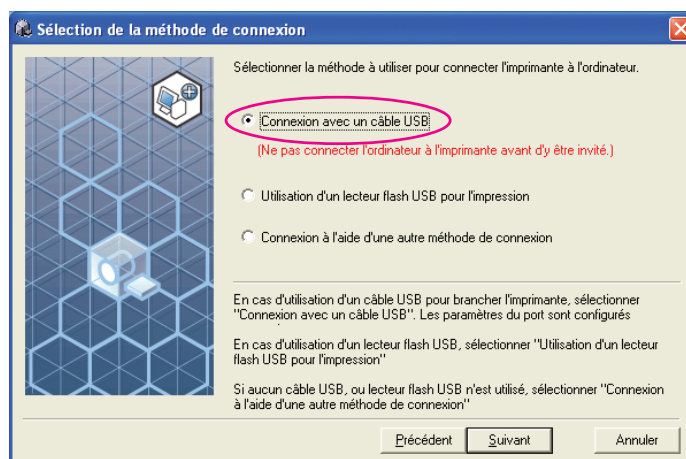 Sélection de la méthode de connexion
Sélectionner la méthode à utiliser pour connecter l'imprimante à l'ordinateur.
Connexion avec un câble USB
(Ne pas connecter l'ordinateur à l'imprimante avant d'y être invité.)
Utilisation d'un lecteur flash USB pour l'impression
Connexion à l'aide d'une autre méthode de connexion
En cas d'utilisation d'un câble USB pour brancher l'imprimante, sélectionner
"Connexion avec un câble USB". Les paramètres du port sont configurés
En cas d'utilisation d'un lecteur flash USB, sélectionner "Utilisation d'un lecteur
flash USB pour l'impression"
Si aucun câble USB, ou lecteur flash USB n'est utilisé, sélectionner "Connexion
à l'aide d'une autre méthode de connexion"
Précédent Suivant Annuler